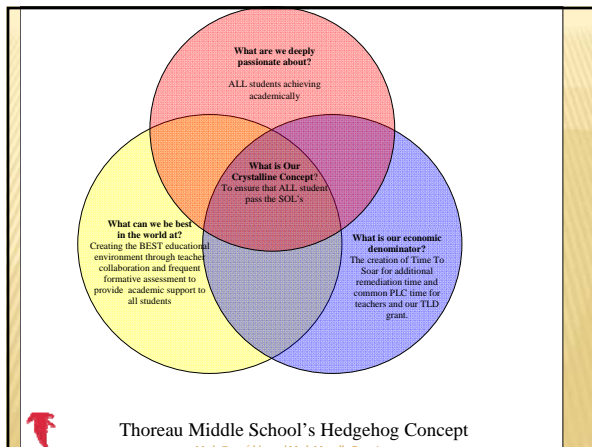 What are we deeply
passionate about?
ALL students achieving
academically
What is Our
Crystalline Concept?
To ensure that ALL student
pass the SOL's
What can we be best
in the world at?
Creating the BEST educational
environment through teacher
collaboration and frequent
formative assessment to
provide academic support to
all students
What is our economic
denominator?
The creation of Time To
Soar for additional
remediation time and
common PLC time for
teachers and our TLD
grant.
Thoreau Middle School's Hedgehog Concept